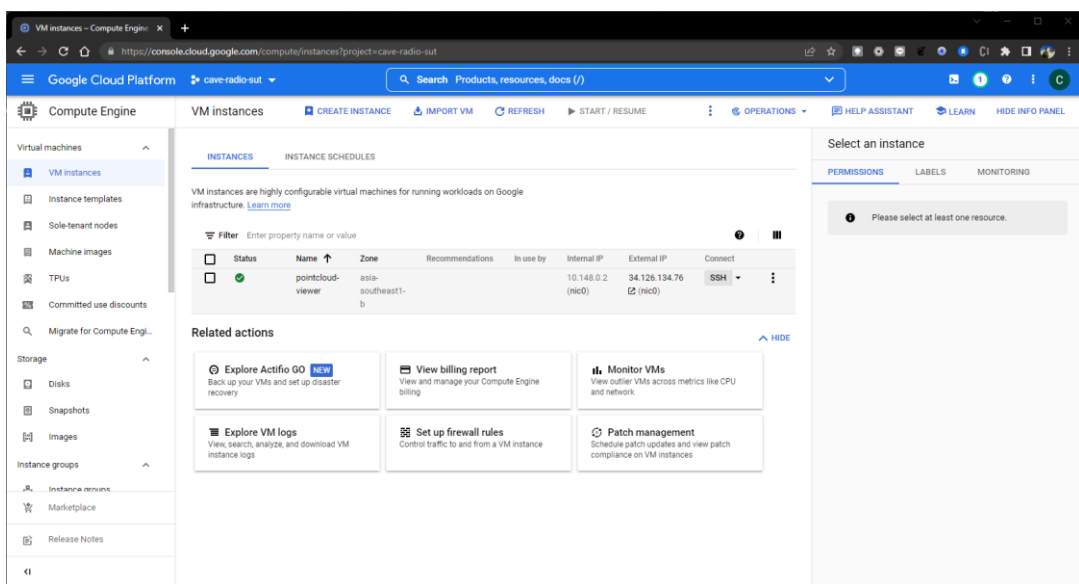 VM instances – Compute Engine
https://console.cloud.google.com/compute/instances?project=cave-radio-sut
Google Cloud Platform
cave-radio-sut
Search Products, resources, docs (/)
1
C
Compute Engine
VM instances
CREATE INSTANCE
IMPORT VM
REFRESH
START / RESUME
OPERATIONS
HELP ASSISTANT
LEARN
HIDE INFO PANEL
Virtual machines
VM instances
Instance templates
Sole-tenant nodes
Machine images
TPUs
Committed use discounts
Migrate for Compute Engi...
Storage
Disks
Snapshots
Images
Instance groups
Instance groups
Marketplace
Release Notes
INSTANCES
INSTANCE SCHEDULES
VM instances are highly configurable virtual machines for running workloads on Google
infrastructure. Learn more
Filter Enter property name or value
Status Name Zone Recommendations In use by Internal IP External IP Connect
pointcloud- asia- 10.148.0.2 34.126.134.76 SSH
viewer southeast1- (nic0) (nic0)
b
Related actions
HIDE
Explore Actifio GO NEW
Back up your VMs and set up disaster
recovery
View billing report
View and manage your Compute Engine
billing
Monitor VMs
View outlier VMs across metrics like CPU
and network
Explore VM logs
View, search, analyze, and download VM
instance logs
Set up firewall rules
Control traffic to and from a VM instance
Patch management
Schedule patch updates and view patch
compliance on VM instances
Select an instance
PERMISSIONS
LABELS
MONITORING
Please select at least one resource.